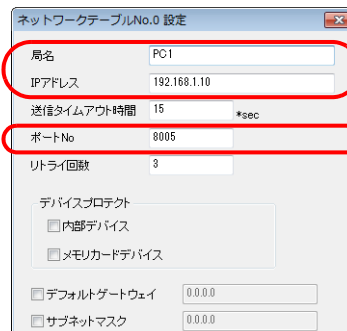 ネットワークテーブルNo.0 設定
局名 PC1
IPアドレス 192.168.1.10
送信タイムアウト時間 15 *sec
ポートNo 8005
リトライ回数 3
デバイスプロテクト
内部デバイス
メモリカードデバイス
デフォルトゲートウェイ 0.0.0.0
サブネットマスク 0.0.0.0